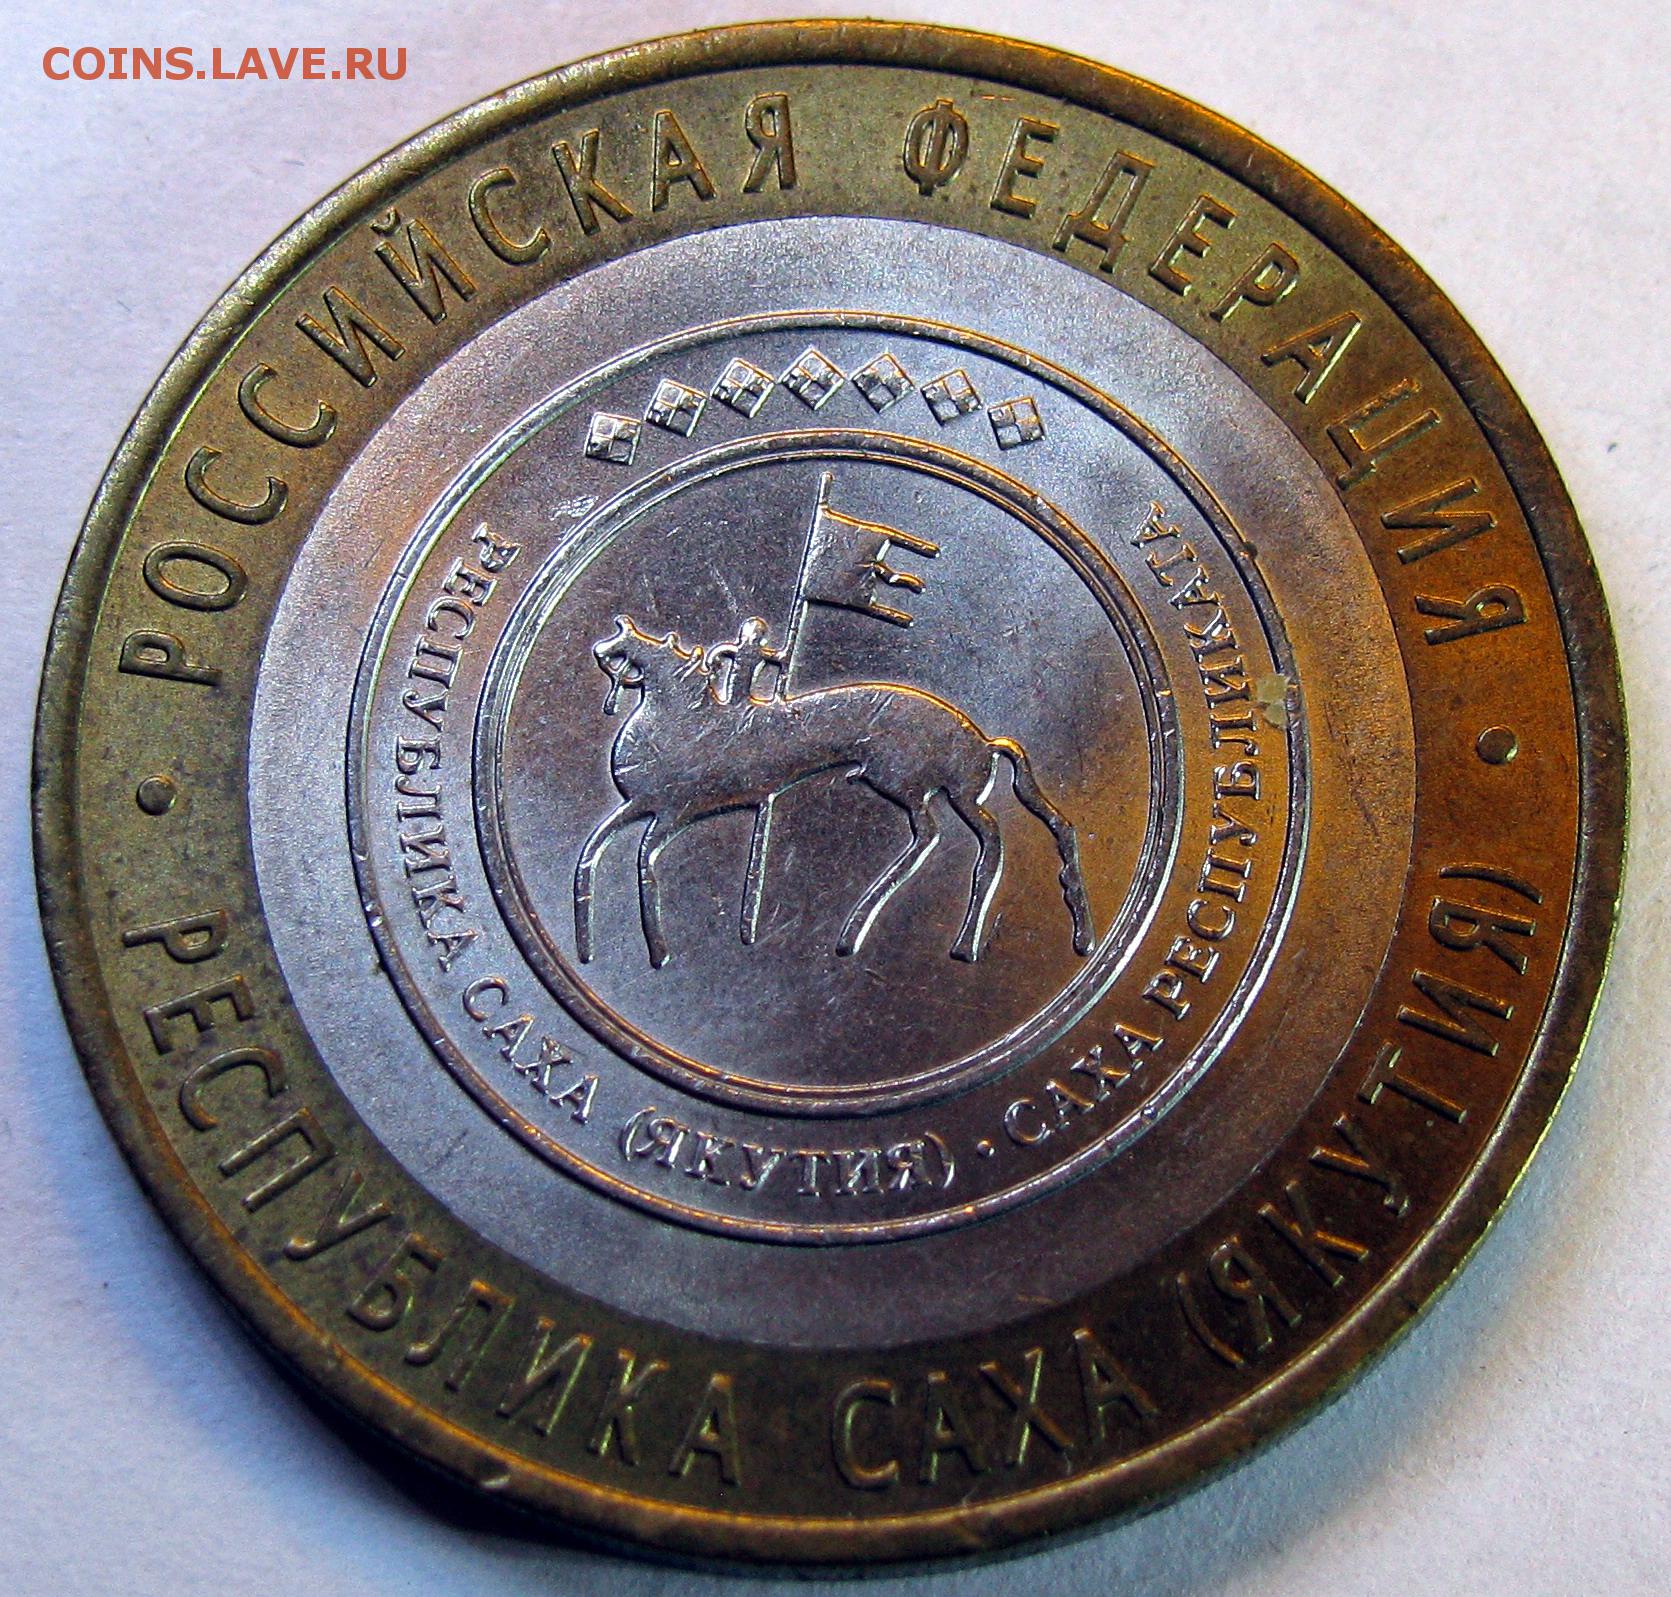 COINS.LAVE.RU
РОССИЙСКАЯ ФЕДЕРАЦИЯ
• РЕСПУБЛИКА САХА (ЯКУТИЯ) •
РЕСПУБЛИКА САХА (ЯКУТИЯ) • САХА РЕСПУБЛИКАТА